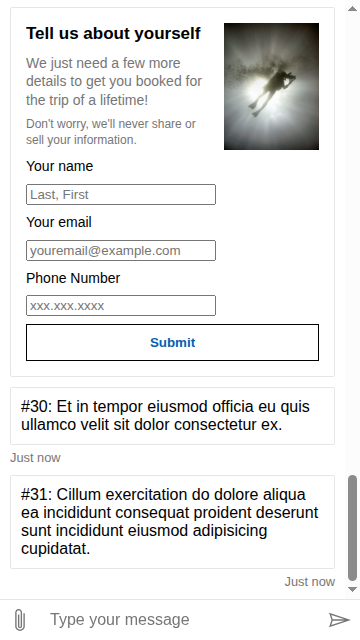 Tell us about yourself
We just need a few more
details to get you booked for
the trip of a lifetime!
Don't worry, we'll never share or
sell your information.
Your name
Last, First
Your email
youremail@example.com
Phone Number
xxx.xxx.xxxx
Submit
#30: Et in tempor eiusmod officia eu quis
ullamco velit sit dolor consectetur ex.
Just now
#31: Cillum exercitation do dolore aliqua
ea incididunt consequat proident deserunt
sunt incididunt eiusmod adipisicing
cupidatat.
Just now
Type your message